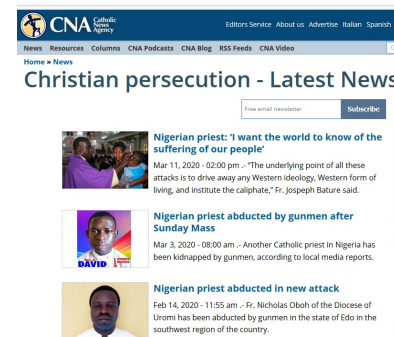 CNA Catholic News Agency
Editors Service About us Advertise Italian Spanish
News Resources Columns CNA Podcasts CNA Blog RSS Feeds CNA Video
Home » News
Christian persecution - Latest News
Free email newsletter Subscribe
Nigerian priest: 'I want the world to know of the
suffering of our people'
Mar 11, 2020 - 02:00 pm .- "The underlying point of all these
attacks is to drive away any Western ideology, Western form of
living, and institute the caliphate," Fr. Jospeph Bature said.
Nigerian priest abducted by gunmen after
Sunday Mass
Mar 3, 2020 - 08:00 am .- Another Catholic priest in Nigeria has
been kidnapped by gunmen, according to local media reports.
DAVID
Nigerian priest abducted in new attack
Feb 14, 2020 - 11:55 am .- Fr. Nicholas Oboh of the Diocese of
Uromi has been abducted by gunmen in the state of Edo in the
southwest region of the country.